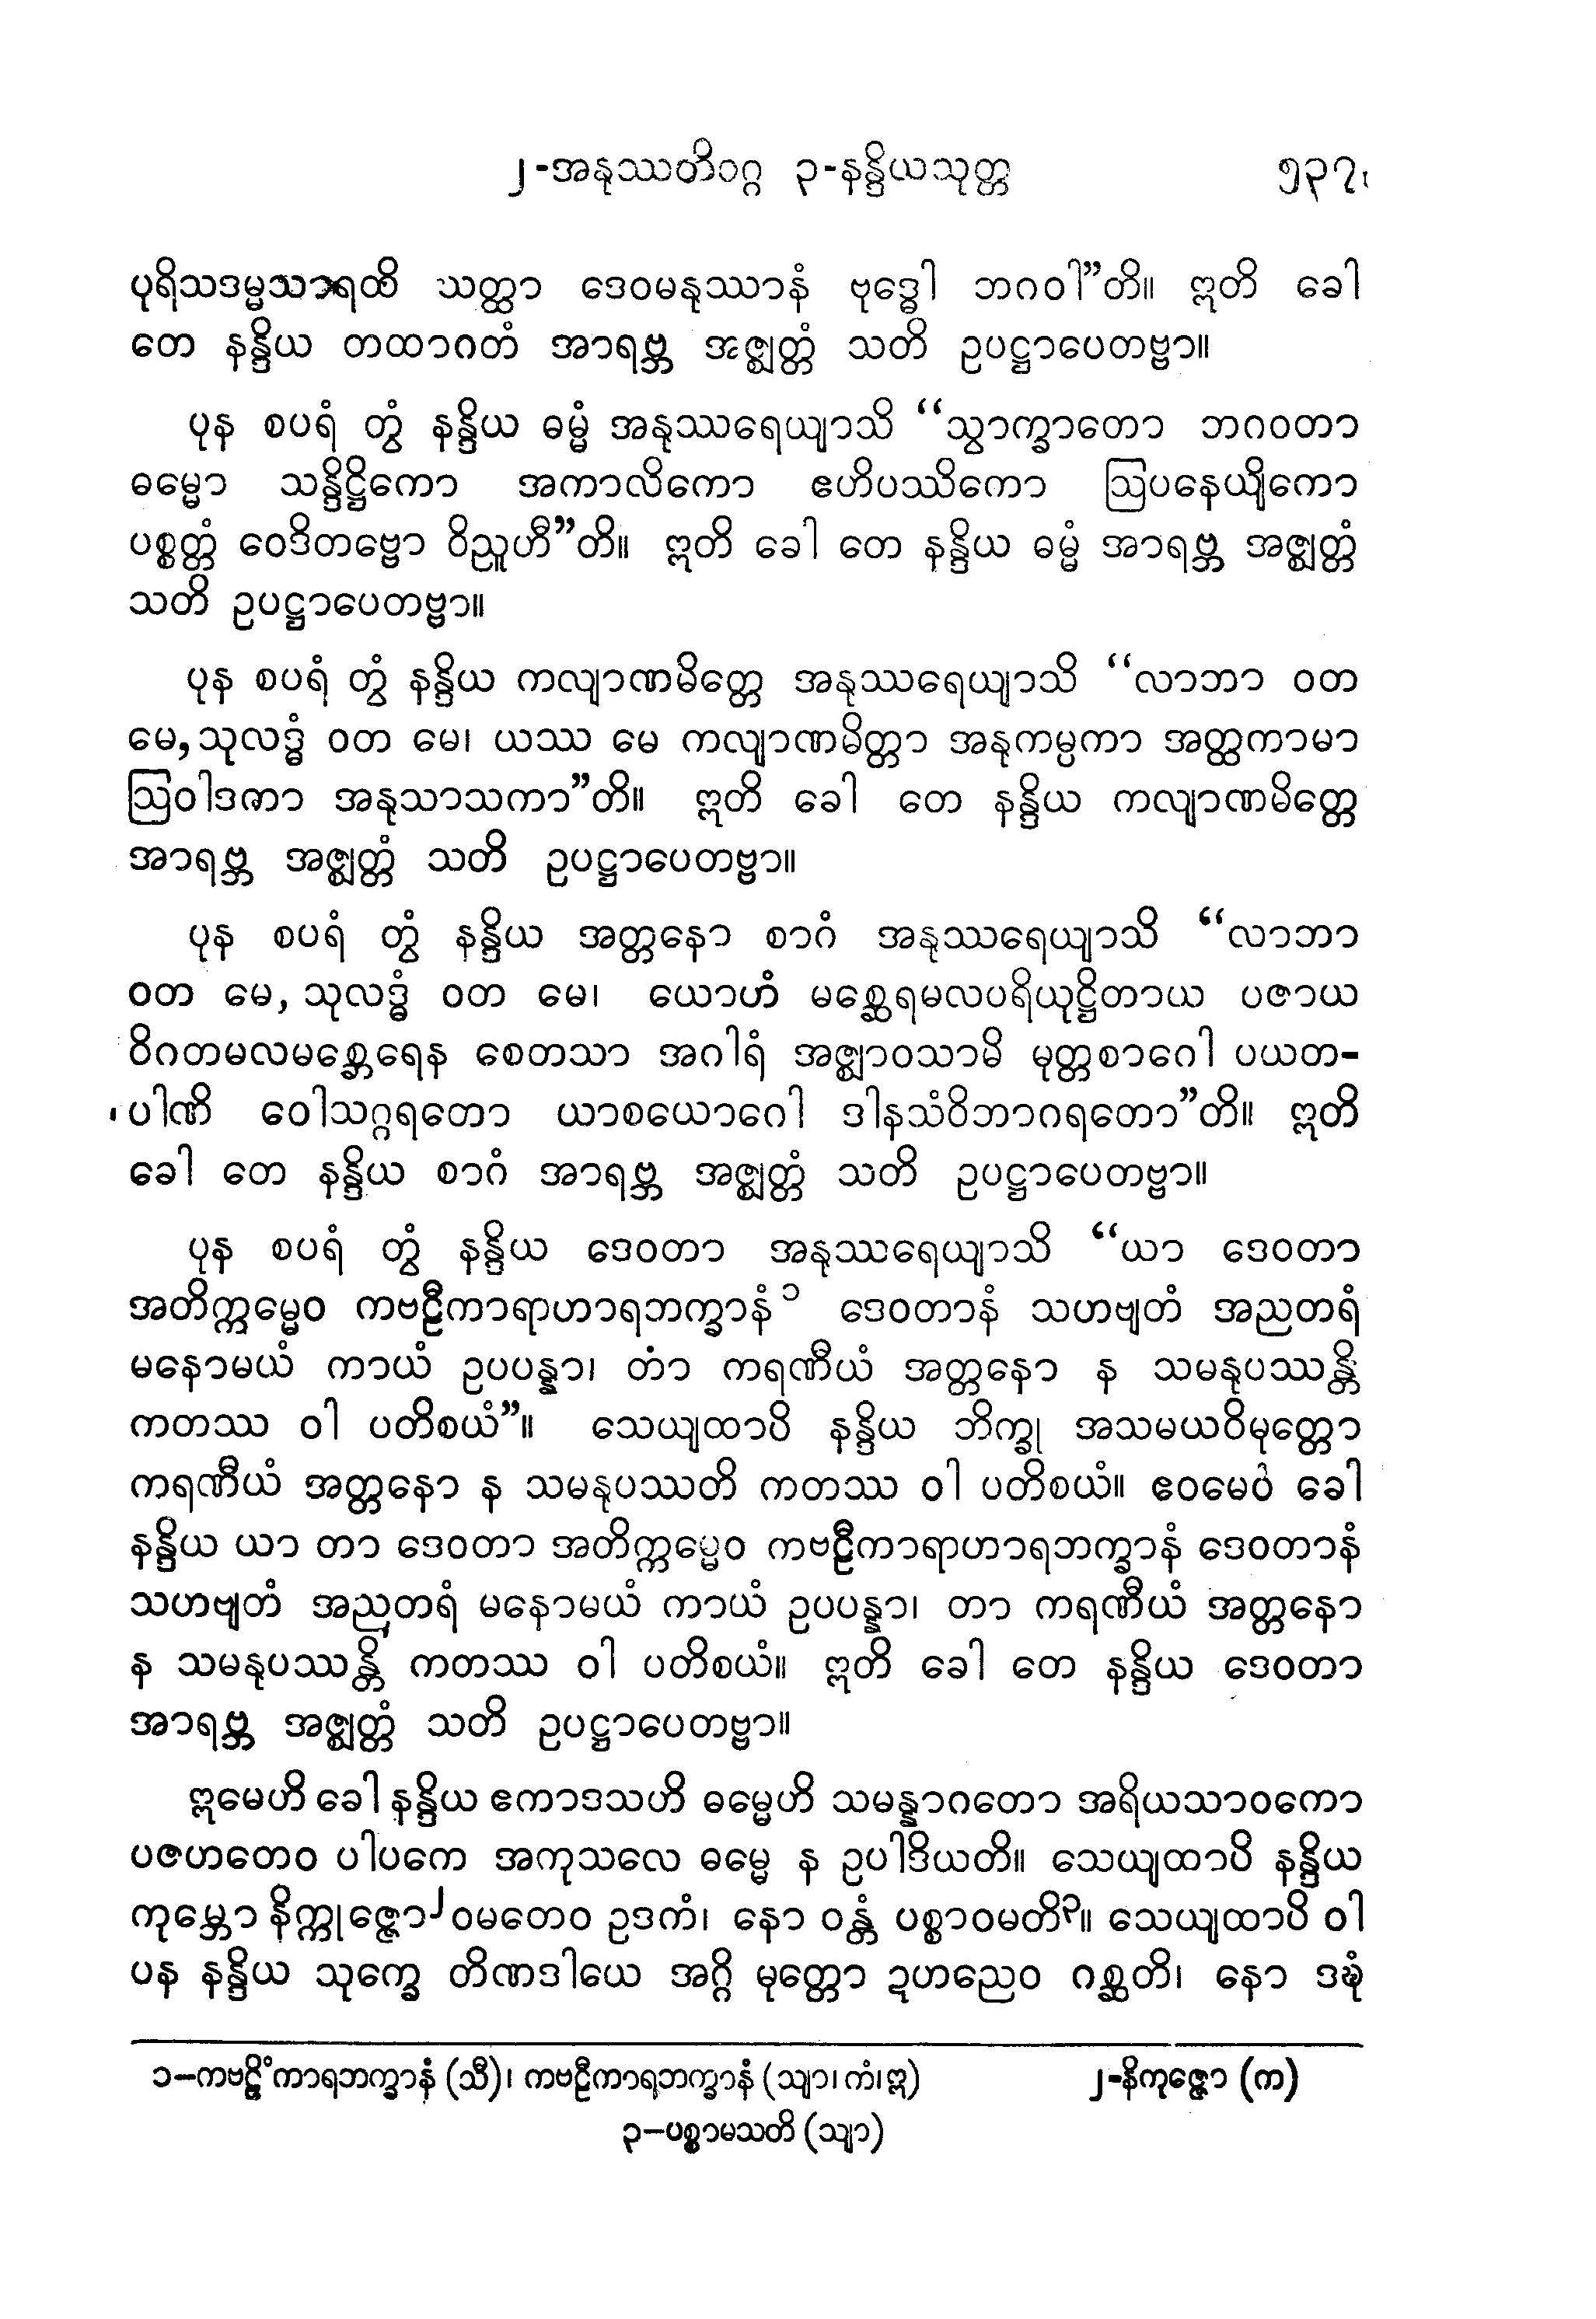 ၂-အနုဿတိဝဂ္ဂ ၃-နန္ဒိယသုတ္တ ၅၃၇
ပုရိသဒမ္မသာရထိ သတ္ထာ ဒေဝမနုဿာနံ ဗုဒ္ဓေါ ဘဂဝါ”တိ။ ဣတိ ခေါ
တေ နန္ဒိယ တထာဂတံ အာရဗ္ဘ အဇ္ဈတ္တံ သတိ ဥပဋ္ဌာပေတဗ္ဗာ။
ပုန စပရံ တွံ နန္ဒိယ ဓမ္မံ အနုဿရေယျာသိ “သွာက္ခာတော ဘဂဝတာ
ဓမ္မော သန္ဒိဋ္ဌိကော အကာလိကော ဧဟိပဿိကော ဩပနေယျိကော
ပစ္စတ္တံ ဝေဒိတဗ္ဗော ဝိညူဟီ”တိ။ ဣတိ ခေါ တေ နန္ဒိယ ဓမ္မံ အာရဗ္ဘ အဇ္ဈတ္တံ
သတိ ဥပဋ္ဌာပေတဗ္ဗာ။
ပုန စပရံ တွံ နန္ဒိယ ကလျာဏမိတ္တေ အနုဿရေယျာသိ “လာဘာ ဝတ
မေ, သုလဒ္ဓံ ဝတ မေ၊ ယဿ မေ ကလျာဏမိတ္တာ အနုကမ္ပကာ အတ္ထကာမာ
ဩဝါဒကာ အနုသာသကာ”တိ။ ဣတိ ခေါ တေ နန္ဒိယ ကလျာဏမိတ္တေ
အာရဗ္ဘ အဇ္ဈတ္တံ သတိ ဥပဋ္ဌာပေတဗ္ဗာ။
ပုန စပရံ တွံ နန္ဒိယ အတ္တနော စာဂံ အနုဿရေယျာသိ “လာဘာ
ဝတ မေ, သုလဒ္ဓံ ဝတ မေ၊ ယောဟံ မစ္ဆေရမလပရိယုဋ္ဌိတာယ ပဇာယ
ဝိဂတမလမစ္ဆေရေန စေတသာ အဂါရံ အဇ္ဈာဝသာမိ မုတ္တစာဂေါ ပယတ-
ပါဏိ ဝေါသဂ္ဂရတော ယာစယောဂေါ ဒါနသံဝိဘာဂရတော”တိ။ ဣတိ
ခေါ တေ နန္ဒိယ စာဂံ အာရဗ္ဘ အဇ္ဈတ္တံ သတိ ဥပဋ္ဌာပေတဗ္ဗာ။
ပုန စပရံ တွံ နန္ဒိယ ဒေဝတာ အနုဿရေယျာသိ “ယာ ဒေဝတာ
အတိက္ကမ္မေဝ ကဗဠီကာရာဟာရဘက္ခာနံ၁ ဒေဝတာနံ သဟဗျတံ အညတရံ
မနောမယံ ကာယံ ဥပပန္နာ၊ တံာ ကရဏီယံ အတ္တနော န သမနုပဿန္တိ
ကတဿ ဝါ ပတိစယံ”။ သေယျထာပိ နန္ဒိယ ဘိက္ခု အသမယဝိမုတ္တော
ကရဏီယံ အတ္တနော န သမနုပဿတိ ကတဿ ဝါ ပတိစယံ။ ဧဝမေဝံ ခေါ
နန္ဒိယ ယာ တာ ဒေဝတာ အတိက္ကမ္မေဝ ကဗဠီကာရာဟာရဘက္ခာနံ ဒေဝတာနံ
သဟဗျတံ အညတရံ မနောမယံ ကာယံ ဥပပန္နာ၊ တာ ကရဏီယံ အတ္တနော
န သမနုပဿန္တိ ကတဿ ဝါ ပတိစယံ။ ဣတိ ခေါ တေ နန္ဒိယ ဒေဝတာ
အာရဗ္ဘ အဇ္ဈတ္တံ သတိ ဥပဋ္ဌာပေတဗ္ဗာ။
ဣမေဟိ ခေါ နန္ဒိယ ဧကာဒသဟိ ဓမ္မေဟိ သမန္နာဂတော အရိယသာဝကော
ပဇဟတေဝ ပါပကေ အကုသလေ ဓမ္မေ န ဥပါဒိယတိ။ သေယျထာပိ နန္ဒိယ
ကုမ္ဘော နိက္ကုဇ္ဇော၂ ဝမတေဝ ဥဒကံ၊ နော ဝန္တံ ပစ္စာဝမတိ၃။ သေယျထာပိ ဝါ
ပန နန္ဒိယ သုက္ခေ တိဏဒါယေ အဂ္ဂိ မုတ္တော ဍဟညေဝ ဂစ္ဆတိ၊ နော ဒဍ္ဎံ
၁–ကဗဠိံကာရဘက္ခာနံ (သီ)၊ ကဗဠီကာရဘက္ခာနံ (သျာ၊ ကံ၊ ဣ) ၂-နိကုဇ္ဇော (က)
၃–ပစ္စာမသတိ (သျာ)